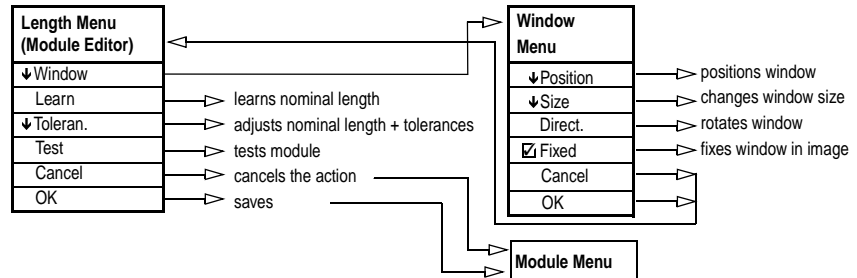 Length Menu
(Module Editor)
Window
Learn
Toleran.
Test
Cancel
OK
learns nominal length
adjusts nominal length + tolerances
tests module
cancels the action
saves
Window
Menu
Position
Size
Direct.
Fixed
Cancel
OK
positions window
changes window size
rotates window
fixes window in image
Module Menu